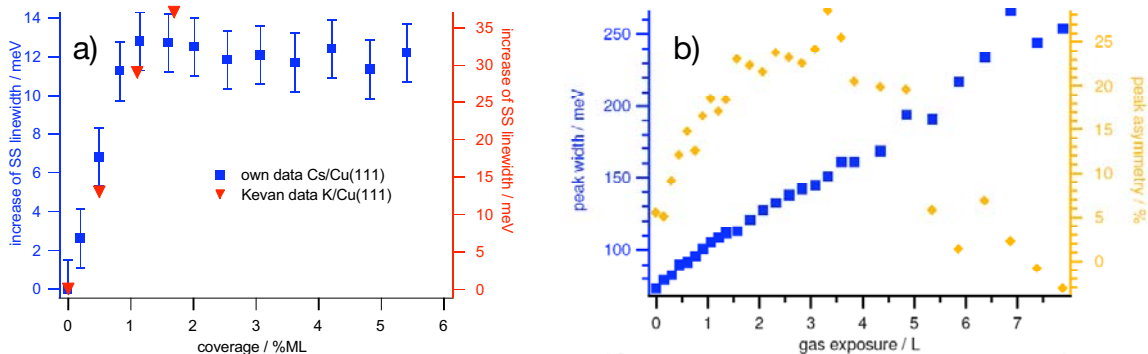 a)
increase of SS linewidth / meV
14
12
10
8
6
4
2
0
0 1 2 3 4 5 6
coverage / %ML
own data Cs/Cu(111)
Kevan data K/Cu(111)
35
30
25
20
15
10
5
0
increase of SS linewidth / meV
b)
peak width / meV
250
200
150
100
0 1 2 3 4 5 6 7
gas exposure / L
25
20
15
10
5
0
peak asymmetry / %